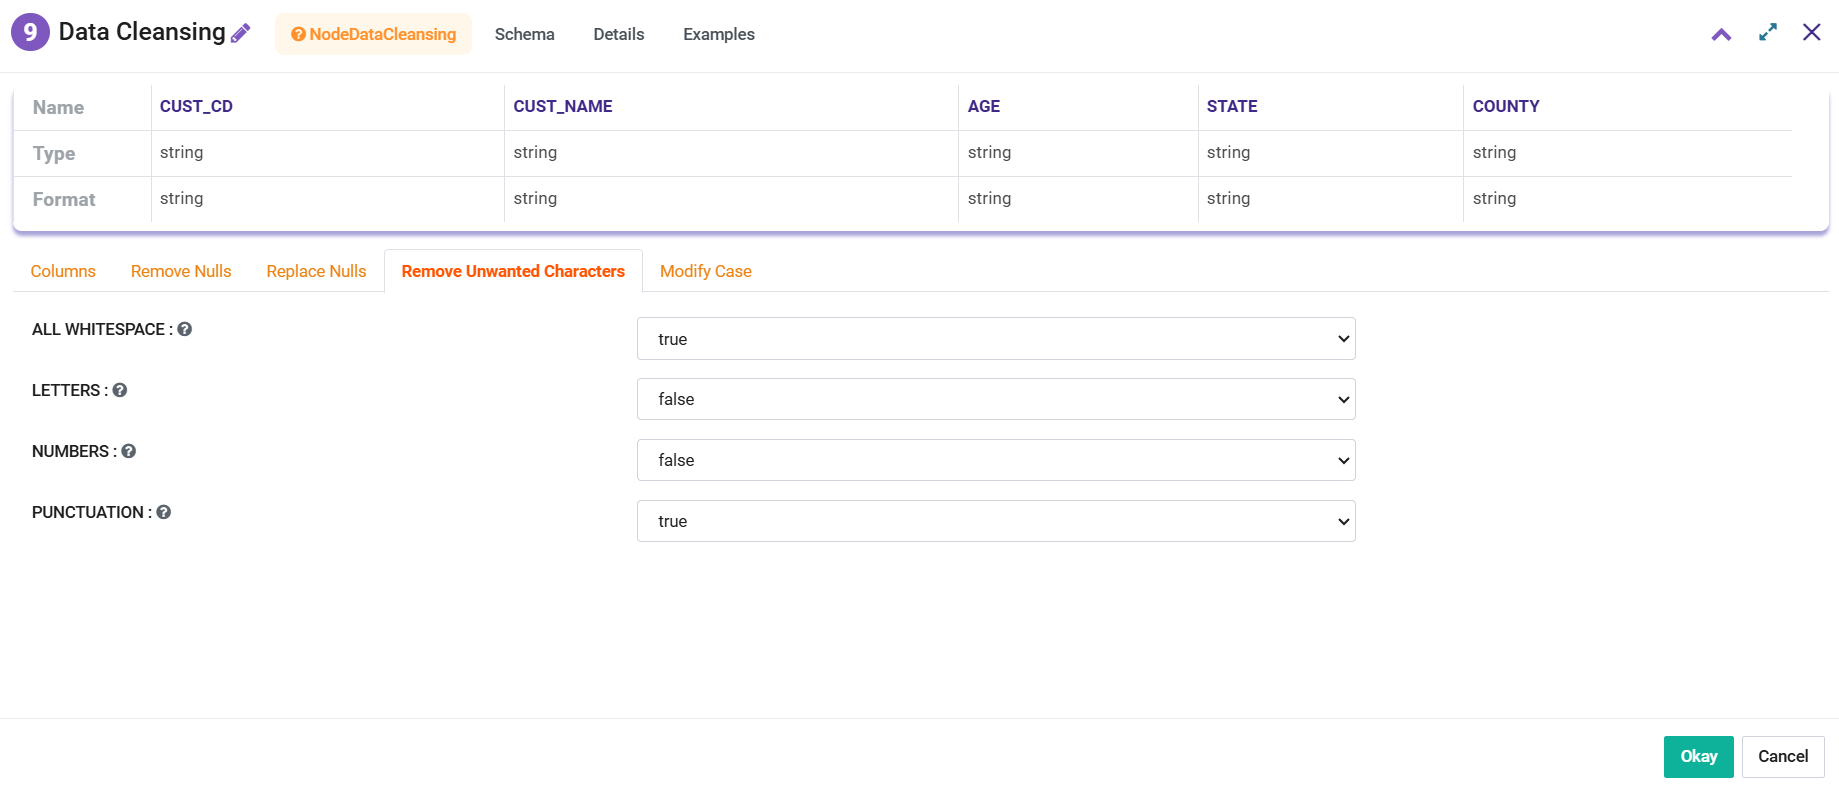 9 Data Cleansing NodeDataCleansing Schema Details Examples
Name CUST_CD CUST_NAME AGE STATE COUNTY
Type string string string string string
Format string string string string string
Columns Remove Nulls Replace Nulls Remove Unwanted Characters Modify Case
ALL WHITESPACE : true
LETTERS : false
NUMBERS : false
PUNCTUATION : true
Okay Cancel